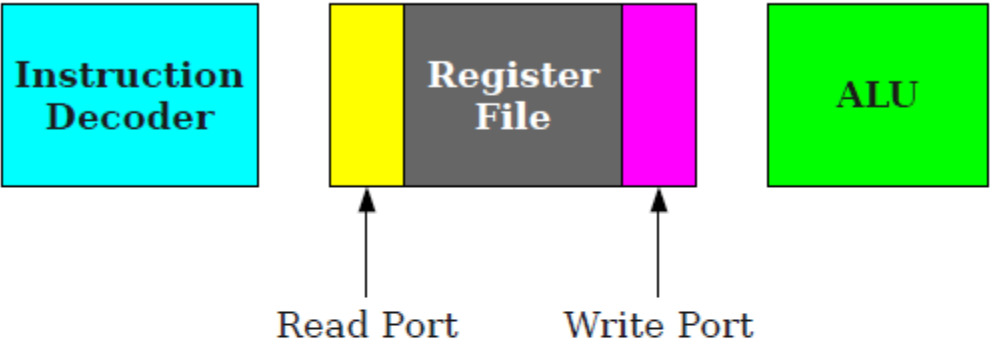 Instruction
Decoder
Register
File
ALU
Read Port
Write Port